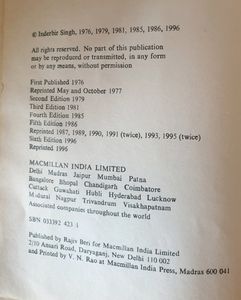 © Inderbir Singh, 1976, 1979, 1981, 1985, 1986, 1996
All rights reserved. No part of this publication
may be reproduced or transmitted, in any form
or by any means, without permission
First Published 1976
Reprinted May and October 1977
Second Edition 1979
Third Edition 1981
Fourth Edition 1985
Fifth Edition 1986
Reprinted 1987, 1989, 1990, 1991 (twice), 1993, 1995 (twice)
Sixth Edition 1996
Reprinted 1996
MACMILLAN INDIA LIMITED
Delhi Madras Jaipur Mumbai Patna
Bangalore Bhopal Chandigarh Coimbatore
Cuttack Guwahati Hubli Hyderabad Lucknow
Madurai Nagpur Trivandrum Visakhapatnam
Associated companies throughout the world
SBN 033392 423 1
Published by Rajiv Beri for Macmillan India Limited
2/10 Ansari Road, Daryaganj, New Delhi 110 002
and Printed by V. N. Rao at Macmillan India Press, Madras 600 041